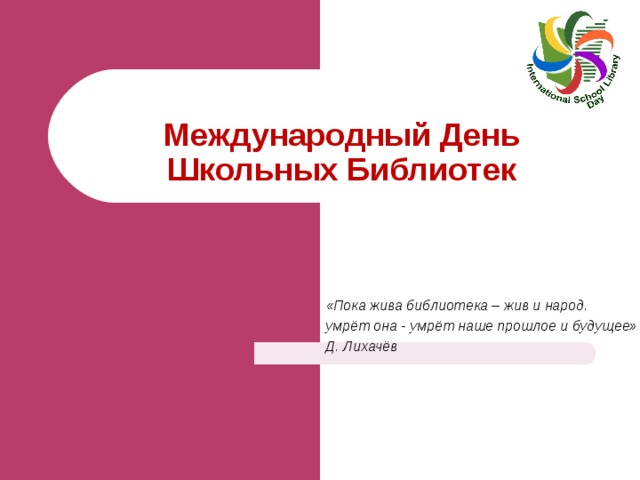 International School Library
Day
Международный День
Школьных Библиотек
«Пока жива библиотека – жив и народ.
умрёт она - умрёт наше прошлое и будущее»
Д. Лихачёв